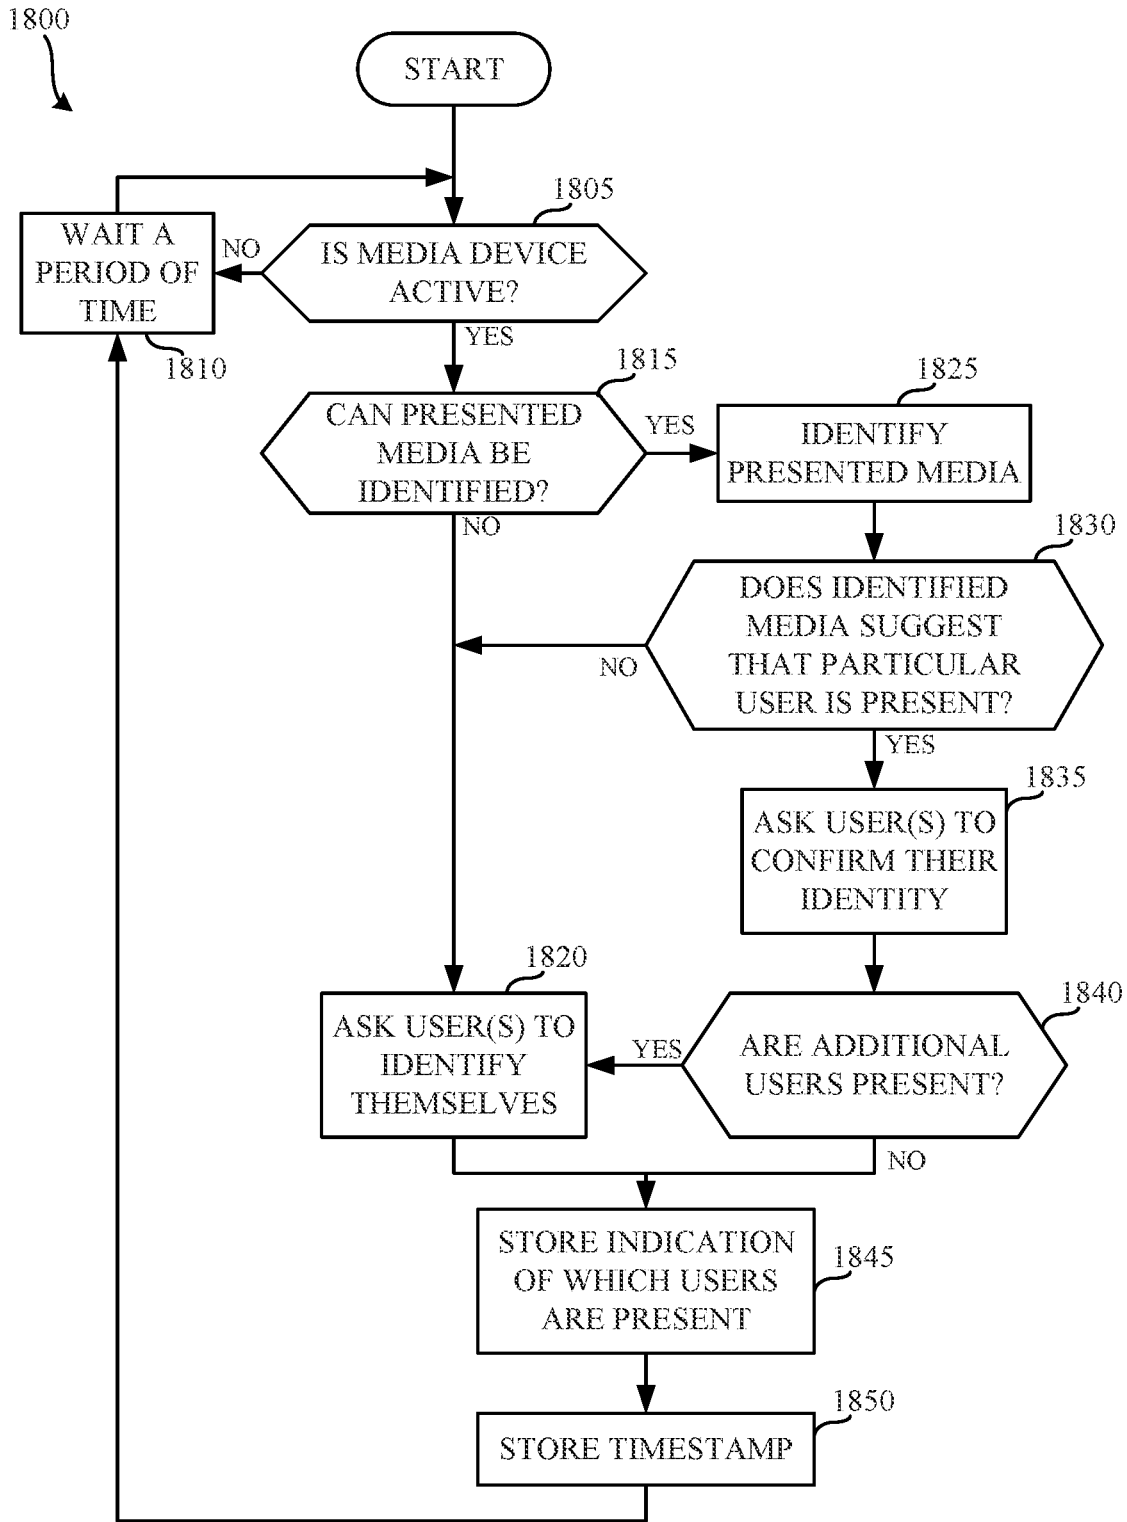 1800
START
1805
WAIT A
PERIOD OF
TIME
NO
IS MEDIA DEVICE
ACTIVE?
YES
1810
1815
CAN PRESENTED
MEDIA BE
IDENTIFIED?
YES
NO
1825
IDENTIFY
PRESENTED MEDIA
1830
DOES IDENTIFIED
MEDIA SUGGEST
THAT PARTICULAR
USER IS PRESENT?
NO
YES
1835
ASK USER(S) TO
CONFIRM THEIR
IDENTITY
1820
ASK USER(S) TO
IDENTIFY
THEMSELVES
YES
1840
ARE ADDITIONAL
USERS PRESENT?
NO
STORE INDICATION
OF WHICH USERS
ARE PRESENT
1845
1850
STORE TIMESTAMP